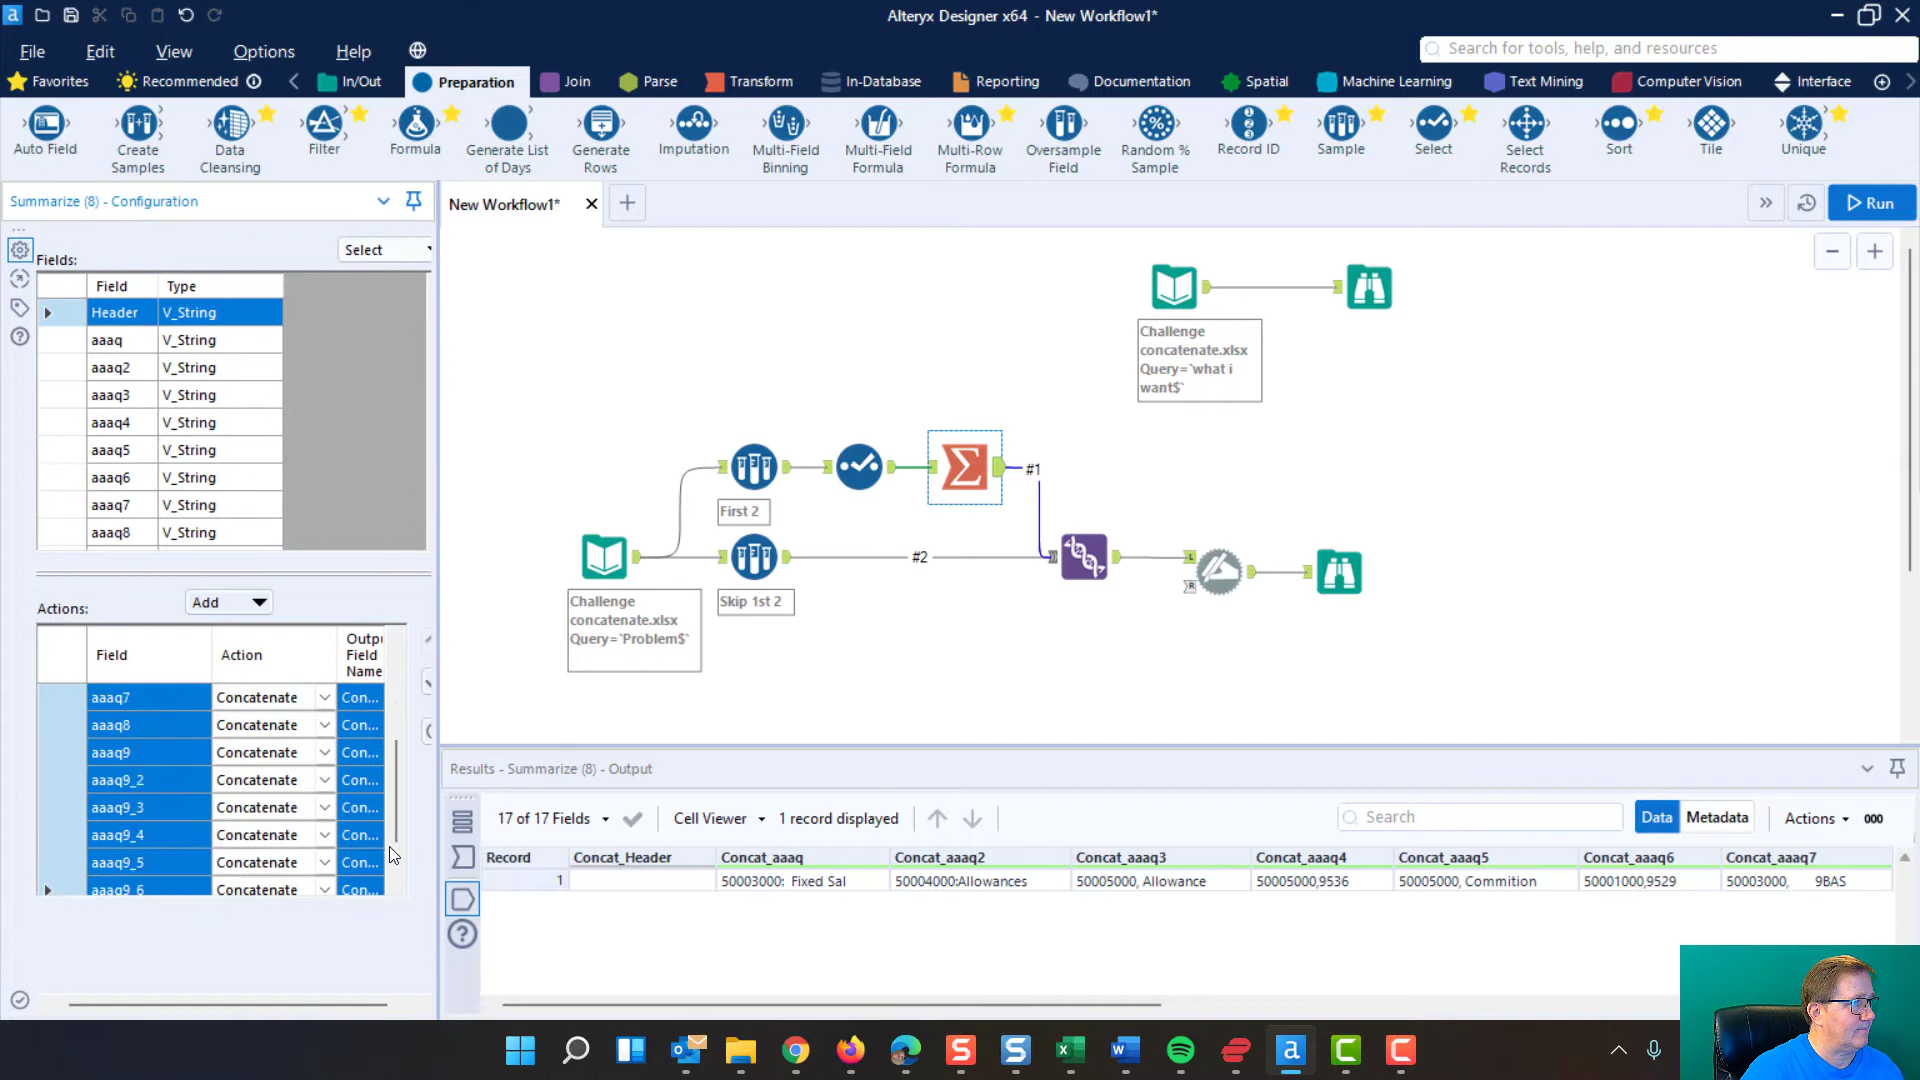 Alteryx Designer x64 - New Workflow1*
File Edit View Options Help
Search for tools, help, and resources
Favorites Recommended In/Out Preparation Join Parse Transform In-Database Reporting Documentation Spatial Machine Learning Text Mining Computer Vision Interface
Auto Field
Create
Samples
Data
Cleansing
Filter
Formula
Generate List
of Days
Generate
Rows
Imputation
Multi-Field
Binning
Multi-Field
Formula
Multi-Row
Formula
Oversample
Field
Random %
Sample
Record ID
Sample
Select
Select
Records
Sort
Tile
Unique
Summarize (8) - Configuration
New Workflow1*
Run
Fields:
Select
Field Type
Header V_String
aaaq V_String
aaaq2 V_String
aaaq3 V_String
aaaq4 V_String
aaaq5 V_String
aaaq6 V_String
aaaq7 V_String
aaaq8 V_String
Actions:
Add
Field
Action
Outpu
Field
Name
aaaq7 Concatenate Con...
aaaq8 Concatenate Con...
aaaq9 Concatenate Con...
aaaq9_2 Concatenate Con...
aaaq9_3 Concatenate Con...
aaaq9_4 Concatenate Con...
aaaq9_5 Concatenate Con...
aaaq9_6 Concatenate Con...
Challenge
concatenate.xlsx
Query=`what i
want$`
#1
First 2
#2
Challenge
concatenate.xlsx
Query=`Problem$`
Skip 1st 2
Results - Summarize (8) - Output
17 of 17 Fields Cell Viewer 1 record displayed
Search
Data Metadata Actions 000
Record Concat_Header Concat_aaaq Concat_aaaq2 Concat_aaaq3 Concat_aaaq4 Concat_aaaq5 Concat_aaaq6 Concat_aaaq7
1 50003000: Fixed Sal 50004000:Allowances 50005000, Allowance 50005000,9536 50005000, Commition 50001000,9529 50003000, 9BAS